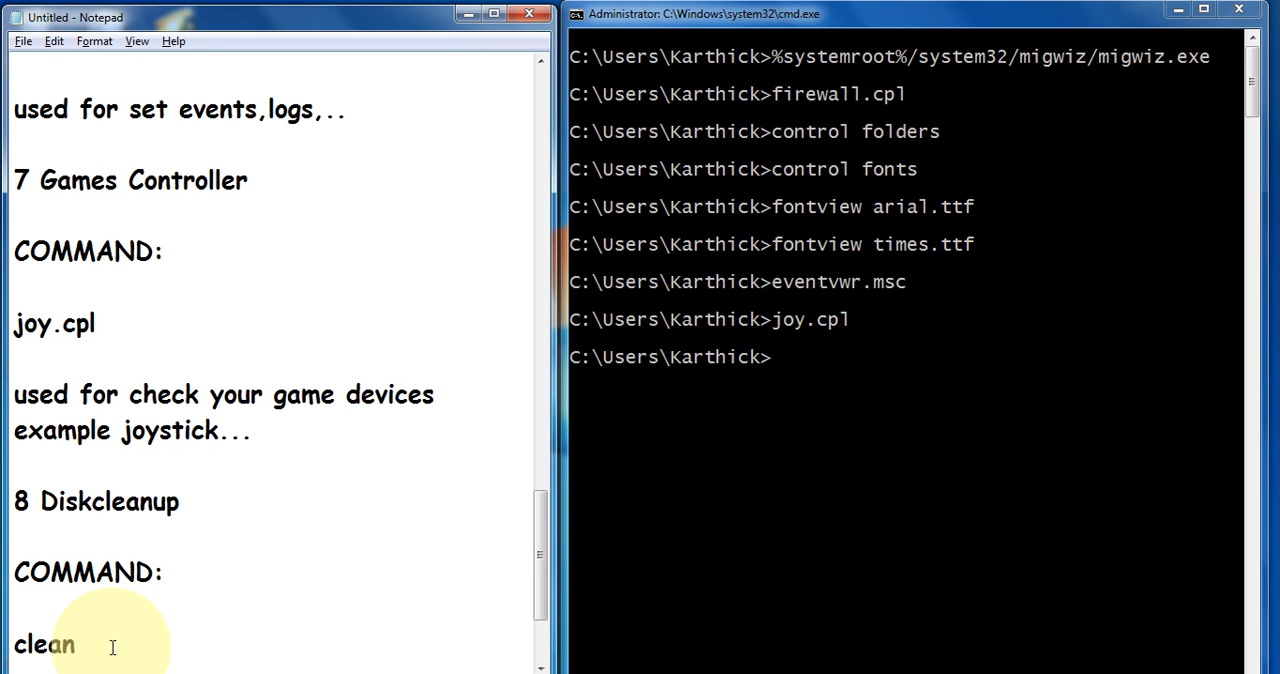 Untitled - Notepad
File Edit Format View Help
used for set events,logs,..
7 Games Controller
COMMAND:
joy.cpl
used for check your game devices
example joystick...
8 Diskcleanup
COMMAND:
clean
Administrator: C:\Windows\system32\cmd.exe
C:\Users\Karthick>%systemroot%/system32/migwiz/migwiz.exe
C:\Users\Karthick>firewall.cpl
C:\Users\Karthick>control folders
C:\Users\Karthick>control fonts
C:\Users\Karthick>fontview arial.ttf
C:\Users\Karthick>fontview times.ttf
C:\Users\Karthick>eventvwr.msc
C:\Users\Karthick>joy.cpl
C:\Users\Karthick>